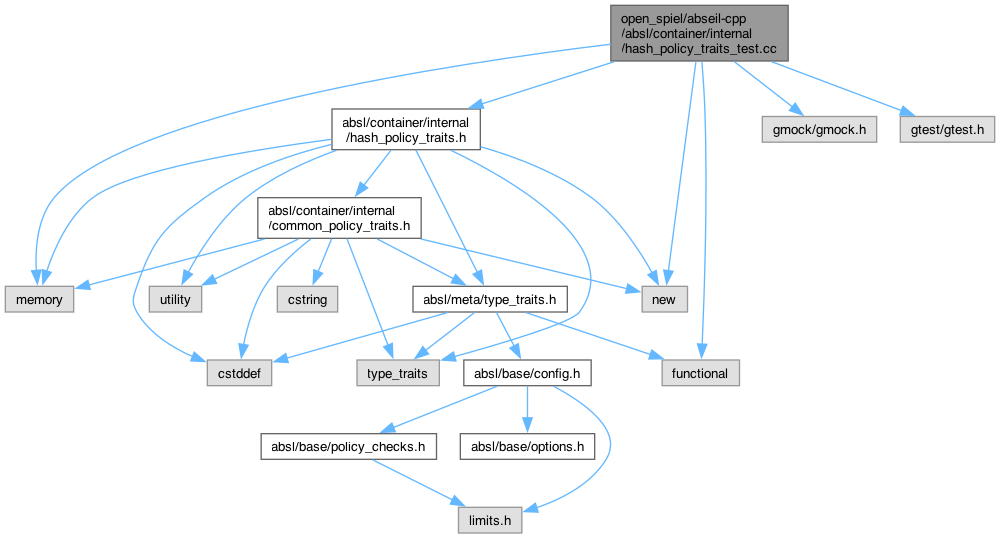 open_spiel/abseil-cpp
/absl/container/internal
/hash_policy_traits_test.cc
absl/container/internal
/hash_policy_traits.h
gmock/gmock.h
gtest/gtest.h
absl/container/internal
/common_policy_traits.h
memory
utility
cstring
absl/meta/type_traits.h
new
cstddef
type_traits
absl/base/config.h
functional
absl/base/policy_checks.h
absl/base/options.h
limits.h